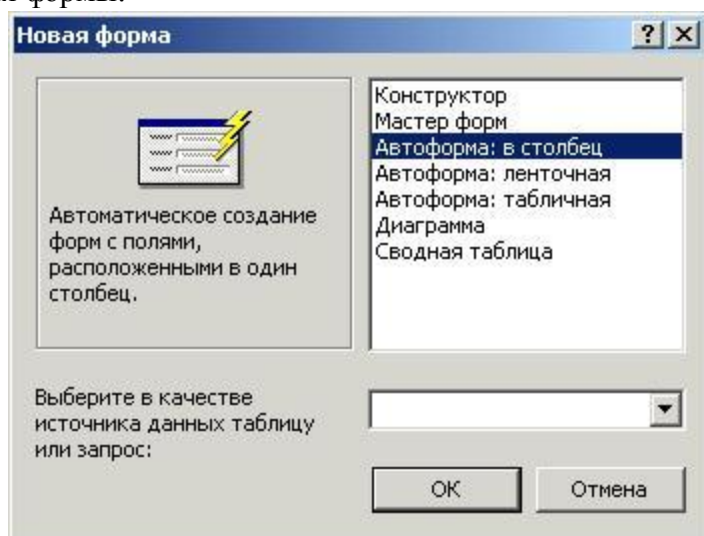 формы.
Новая форма
Автоматическое создание
форм с полями,
расположенными в один
столбец.
Конструктор
Мастер форм
Автоформа: в столбец
Автоформа: ленточная
Автоформа: табличная
Диаграмма
Сводная таблица
Выберите в качестве
источника данных таблицу
или запрос:
ОК
Отмена